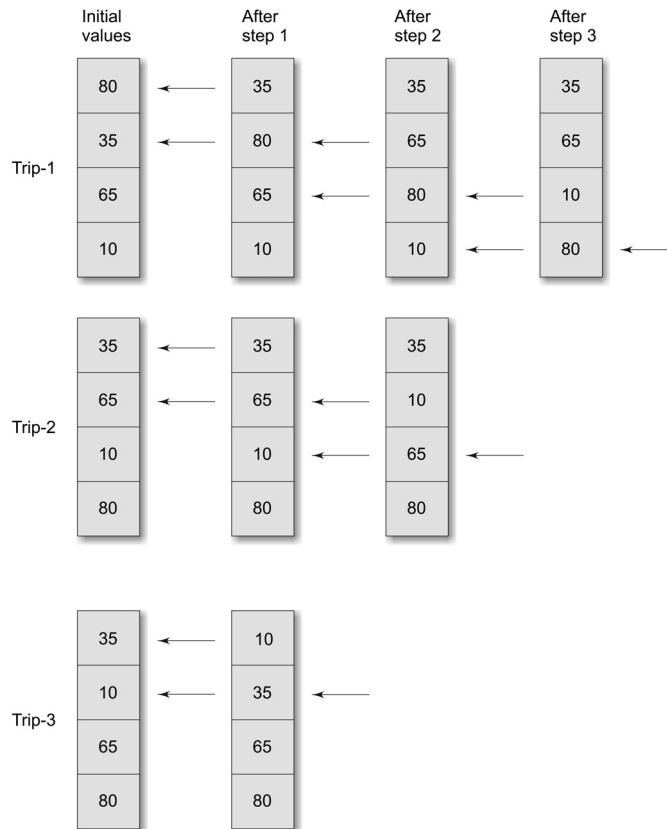 Initial values
After step 1
After step 2
After step 3
Trip-1
80 35 35 35
35 80 65 65
65 65 80 10
10 10 10 80
Trip-2
35 35 35
65 65 10
10 10 65
80 80 80
Trip-3
35 10
10 35
65 65
80 80